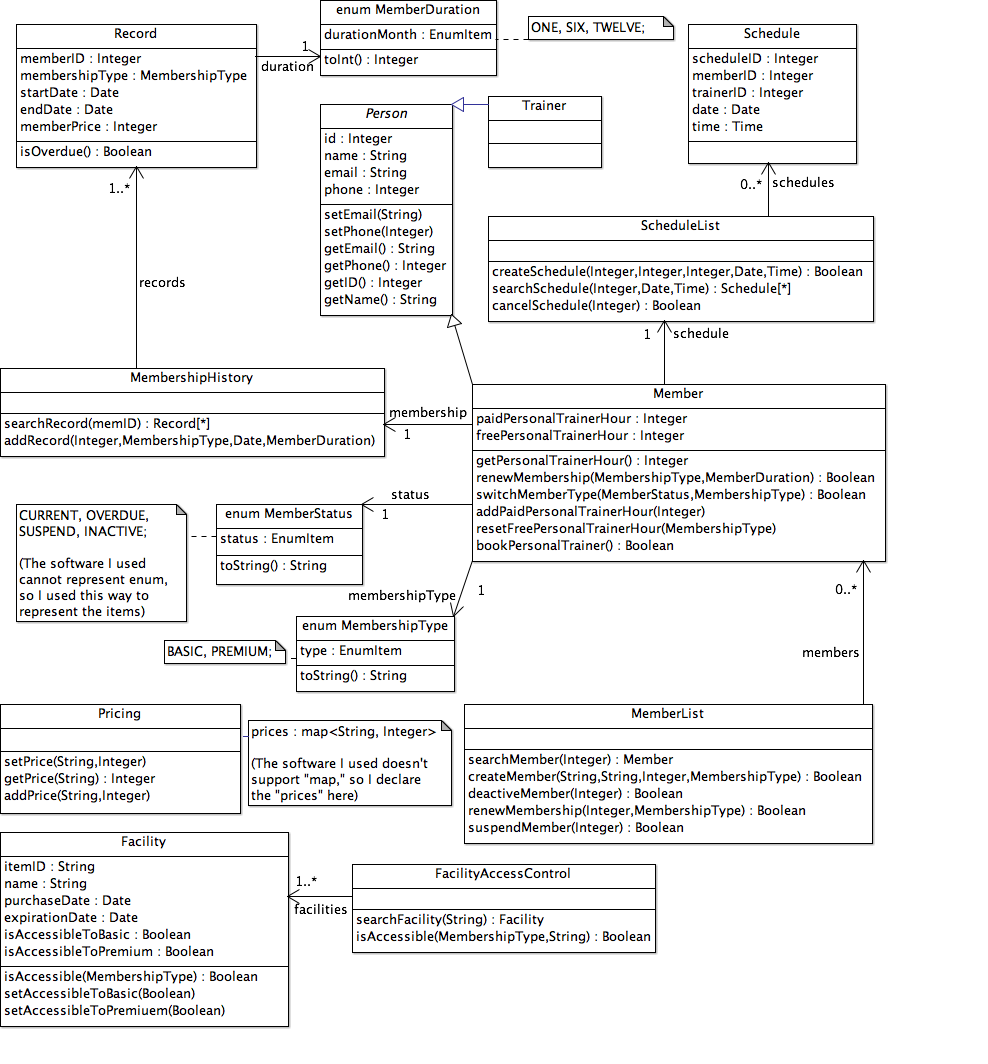 enum MemberDuration
durationMonth : EnumItem
toInt() : Integer
ONE, SIX, TWELVE;
Record
memberID : Integer
membershipType : MembershipType
startDate : Date
endDate : Date
memberPrice : Integer
isOverdue() : Boolean
1
duration
Schedule
scheduleID : Integer
memberID : Integer
trainerID : Integer
date : Date
time : Time
Person
id : Integer
name : String
email : String
phone : Integer
setEmail(String)
setPhone(Integer)
getEmail() : String
getPhone() : Integer
getID() : Integer
getName() : String
Trainer
1..*
records
0..*
schedules
ScheduleList
createSchedule(Integer,Integer,Integer,Date,Time) : Boolean
searchSchedule(Integer,Date,Time) : Schedule[*]
cancelSchedule(Integer) : Boolean
1
schedule
MembershipHistory
searchRecord(memID) : Record[*]
addRecord(Integer,MembershipType,Date,MemberDuration)
membership
1
Member
paidPersonalTrainerHour : Integer
freePersonalTrainerHour : Integer
getPersonalTrainerHour() : Integer
renewMembership(MembershipType,MemberDuration) : Boolean
switchMemberType(MemberStatus,MembershipType) : Boolean
addPaidPersonalTrainerHour(Integer)
resetFreePersonalTrainerHour(MembershipType)
bookPersonalTrainer() : Boolean
status
1
CURRENT, OVERDUE,
SUSPEND, INACTIVE;
(The software I used
cannot represent enum,
so I used this way to
represent the items)
enum MemberStatus
status : EnumItem
toString() : String
membershipType
1
BASIC, PREMIUM;
enum MembershipType
type : EnumItem
toString() : String
0..*
members
Pricing
setPrice(String,Integer)
getPrice(String) : Integer
addPrice(String,Integer)
prices : map<String, Integer>
(The software I used doesn't
support "map," so I declare
the "prices" here)
MemberList
searchMember(Integer) : Member
createMember(String,String,Integer,MembershipType) : Boolean
deactiveMember(Integer) : Boolean
renewMembership(Integer,MembershipType) : Boolean
suspendMember(Integer) : Boolean
Facility
itemID : String
name : String
purchaseDate : Date
expirationDate : Date
isAccessibleToBasic : Boolean
isAccessibleToPremium : Boolean
isAccessible(MembershipType) : Boolean
setAccessibleToBasic(Boolean)
setAccessibleToPremiuem(Boolean)
1..*
facilities
FacilityAccessControl
searchFacility(String) : Facility
isAccessible(MembershipType,String) : Boolean